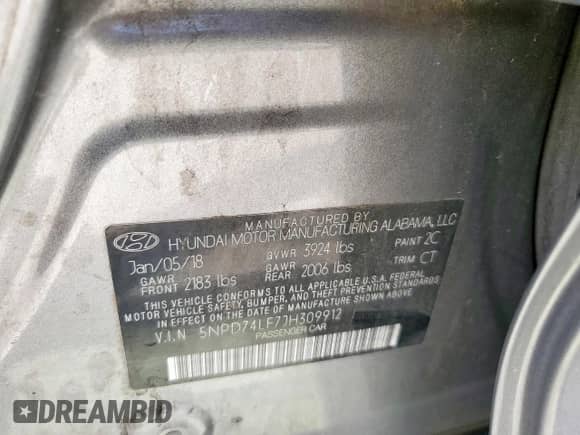 MANUFACTURED BY
HYUNDAI MOTOR MANUFACTURING ALABAMA, LLC
Jan/05/18 GVWR 3924 lbs PAINT 2C
GAWR FRONT 2183 lbs GAWR REAR 2006 lbs TRIM CT
THIS VEHICLE CONFORMS TO ALL APPLICABLE U.S.A. FEDERAL
MOTOR VEHICLE SAFETY, BUMPER, AND THEFT PREVENTION STANDARDS
IN EFFECT ON THE DATE OF MANUFACTURE SHOWN ABOVE.
V.I.N 5NPD74LF7JH309912
PASSENGER CAR
DREAMBID